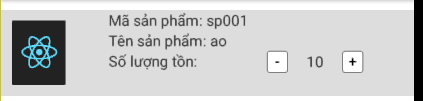 Mã sản phẩm: sp001
Tên sản phẩm: ao
Số lượng tồn: - 10 +